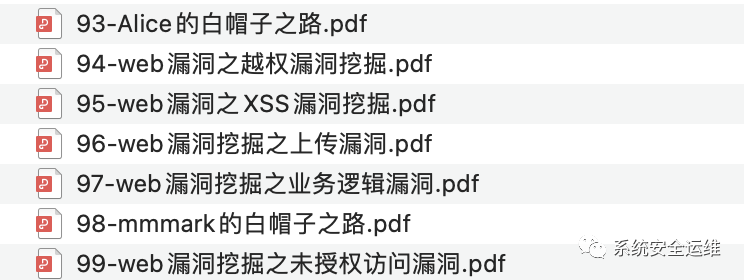 93-Alice的白帽子之路.pdf
94-web漏洞之越权漏洞挖掘.pdf
95-web漏洞之XSS漏洞挖掘.pdf
96-web漏洞挖掘之上传漏洞.pdf
97-web漏洞挖掘之业务逻辑漏洞.pdf
98-mmmark的白帽子之路.pdf
系统安全运维
99-web漏洞挖掘之未授权访问漏洞.pdf